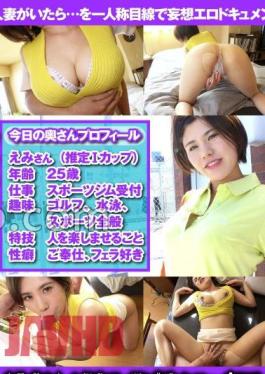 人妻がいたら…を一人称目線で妄想エロドキュメン
今日の奥さんプロフィール
えみさん（推定Iカップ）
年齢 25歳
仕事 スポーツジム受付
趣味 ゴルフ、水泳、
スポーツ全般
特技 人を楽しませること
性癖 ご奉仕、フェラ好き